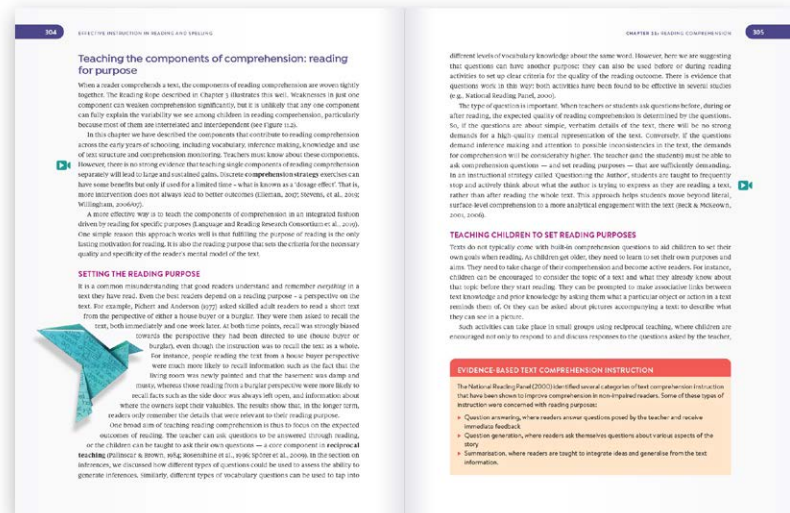 304
EFFECTIVE INSTRUCTION IN READING AND SPELLING
Teaching the components of comprehension: reading
for purpose
When a reader comprehends a text, the components of reading comprehension are woven tightly
together. The Reading Rope described in Chapter 3 illustrates this well. Weaknesses in just one
component can weaken comprehension significantly, but it is unlikely that any one component
can fully explain the variability we see among children in reading comprehension, particularly
because most of them are interrelated and interdependent (see Figure 11.2).
In this chapter we have described the components that contribute to reading comprehension
across the early years of schooling, including vocabulary, inference making, knowledge and use
of text structure and comprehension monitoring. Teachers must know about these components.
However, there is no strong evidence that teaching single components of reading comprehension
separately will lead to large and sustained gains. Discrete comprehension strategy exercises can
have some benefits but only if used for a limited time – what is known as a 'dosage effect'. That is,
more intervention does not always lead to better outcomes (Elleman, 2017; Stevens, et al., 2019;
Willingham, 2006/07).
A more effective way is to teach the components of comprehension in an integrated fashion
driven by reading for specific purposes (Language and Reading Research Consortium et al., 2019).
One simple reason this approach works well is that fulfilling the purpose of reading is the only
lasting motivation for reading. It is also the reading purpose that sets the criteria for the necessary
quality and specificity of the reader's mental model of the text.
SETTING THE READING PURPOSE
It is a common misunderstanding that good readers understand and remember everything in a
text they have read. Even the best readers depend on a reading purpose – a perspective on the
text. For example, Pichert and Anderson (1977) asked skilled adult readers to read a short text
from the perspective of either a house buyer or a burglar. They were then asked to recall the
text, both immediately and one week later. At both time points, recall was strongly biased
towards the perspective they had been directed to use (house buyer or
burglar), even though the instruction was to recall the text as a whole.
For instance, people reading the text from a house buyer perspective
were much more likely to recall information such as the fact that the
living room was newly painted and that the basement was damp and
musty, whereas those reading from a burglar perspective were more likely to
recall facts such as the side door was always left open, and information about
where the owners kept their valuables. The results show that, in the longer term,
readers only remember the details that were relevant to their reading purpose.
One broad aim of teaching reading comprehension is thus to focus on the expected
outcomes of reading. The teacher can ask questions to be answered through reading,
or the children can be taught to ask their own questions — a core component in reciprocal
teaching (Palincsar & Brown, 1984; Rosenshine et al., 1996; Spörer et al., 2009). In the section on
inferences, we discussed how different types of questions could be used to assess the ability to
generate inferences. Similarly, different types of vocabulary questions can be used to tap into
CHAPTER 11: READING COMPREHENSION
305
different levels of vocabulary knowledge about the same word. However, here we are suggesting
that questions can have another purpose: they can also be used before or during reading
activities to set up clear criteria for the quality of the reading outcome. There is evidence that
questions work in this way: both activities have been found to be effective in several studies
(e.g., National Reading Panel, 2000).
The type of question is important. When teachers or students ask questions before, during or
after reading, the expected quality of reading comprehension is determined by the questions.
So, if the questions are about simple, verbatim details of the text, there will be no strong
demands for a high-quality mental representation of the text. Conversely, if the questions
demand inference making and attention to possible inconsistencies in the text, the demands
for comprehension will be considerably higher. The teacher (and the students) must be able to
ask comprehension questions — and set reading purposes — that are sufficiently demanding.
In an instructional strategy called 'Questioning the Author', students are taught to frequently
stop and actively think about what the author is trying to express as they are reading a text,
rather than after reading the whole text. This approach helps students move beyond literal,
surface-level comprehension to a more analytical engagement with the text (Beck & McKeown,
2001, 2006).
TEACHING CHILDREN TO SET READING PURPOSES
Texts do not typically come with built-in comprehension questions to aid children to set their
own goals when reading. As children get older, they need to learn to set their own purposes and
aims. They need to take charge of their comprehension and become active readers. For instance,
children can be encouraged to consider the topic of a text and what they already know about
that topic before they start reading. They can be prompted to make associative links between
text knowledge and prior knowledge by asking them what a particular object or action in a text
reminds them of. Or they can be asked about pictures accompanying a text: to describe what
they can see in a picture.
Such activities can take place in small groups using reciprocal teaching, where children are
encouraged not only to respond to and discuss responses to the questions asked by the teacher,
EVIDENCE-BASED TEXT COMPREHENSION INSTRUCTION
The National Reading Panel (2000) identified several categories of text comprehension instruction
that have been shown to improve comprehension in non-impaired readers. Some of these types of
instruction were concerned with reading purposes:
Question answering, where readers answer questions posed by the teacher and receive
immediate feedback
Question generation, where readers ask themselves questions about various aspects of the
story
Summarisation, where readers are taught to integrate ideas and generalise from the text
information.